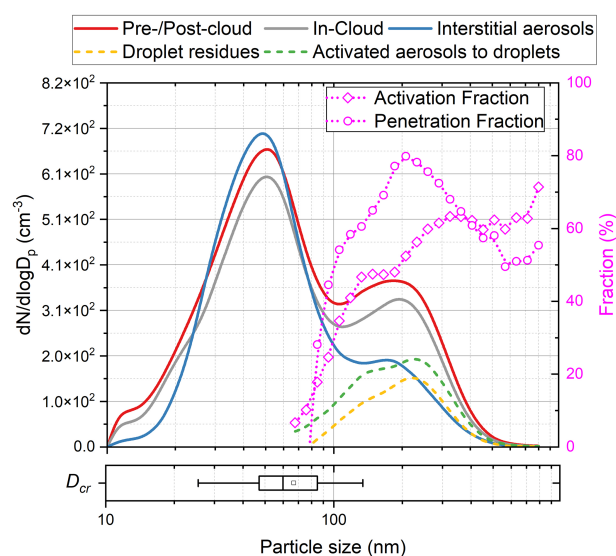 Pre-/Post-cloud In-Cloud Interstitial aerosols
Droplet residues Activated aerosols to droplets
8.2×10² 100
Activation Fraction
Penetration Fraction
7.2×10²
80
6.1×10²
5.1×10² 60
4.1×10²
40
3.1×10²
2.0×10² 20
1.0×10²
0.0 0
dN/dlogDp (cm⁻³)
Fraction (%)
Dcr
10 100
Particle size (nm)